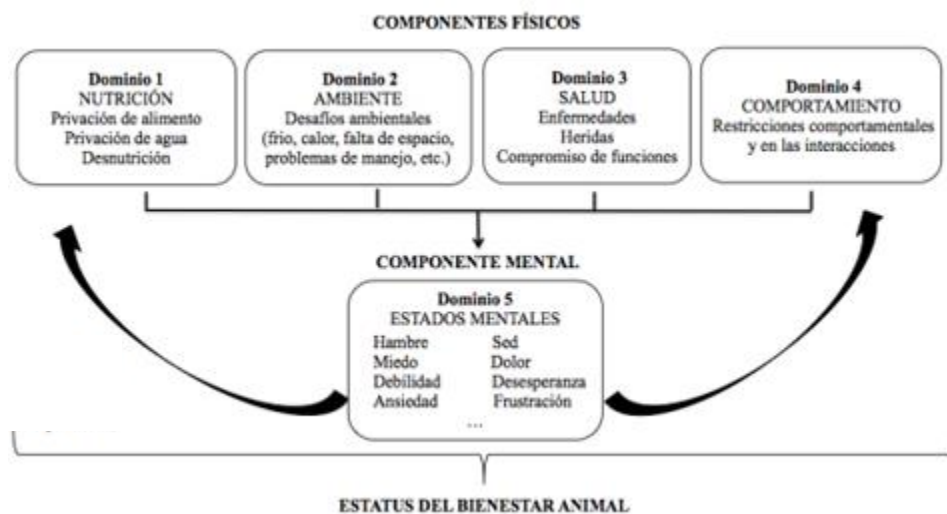 COMPONENTES FÍSICOS
Dominio 1
NUTRICIÓN
Privación de alimento
Privación de agua
Desnutrición
Dominio 2
AMBIENTE
Desafíos ambientales
(frio, calor, falta de espacio,
problemas de manejo, etc.)
Dominio 3
SALUD
Enfermedades
Heridas
Compromiso de funciones
Dominio 4
COMPORTAMIENTO
Restricciones comportamentales
y en las interacciones
COMPONENTE MENTAL
Dominio 5
ESTADOS MENTALES
Hambre Sed
Miedo Dolor
Debilidad Desesperanza
Ansiedad Frustración
...
ESTATUS DEL BIENESTAR ANIMAL